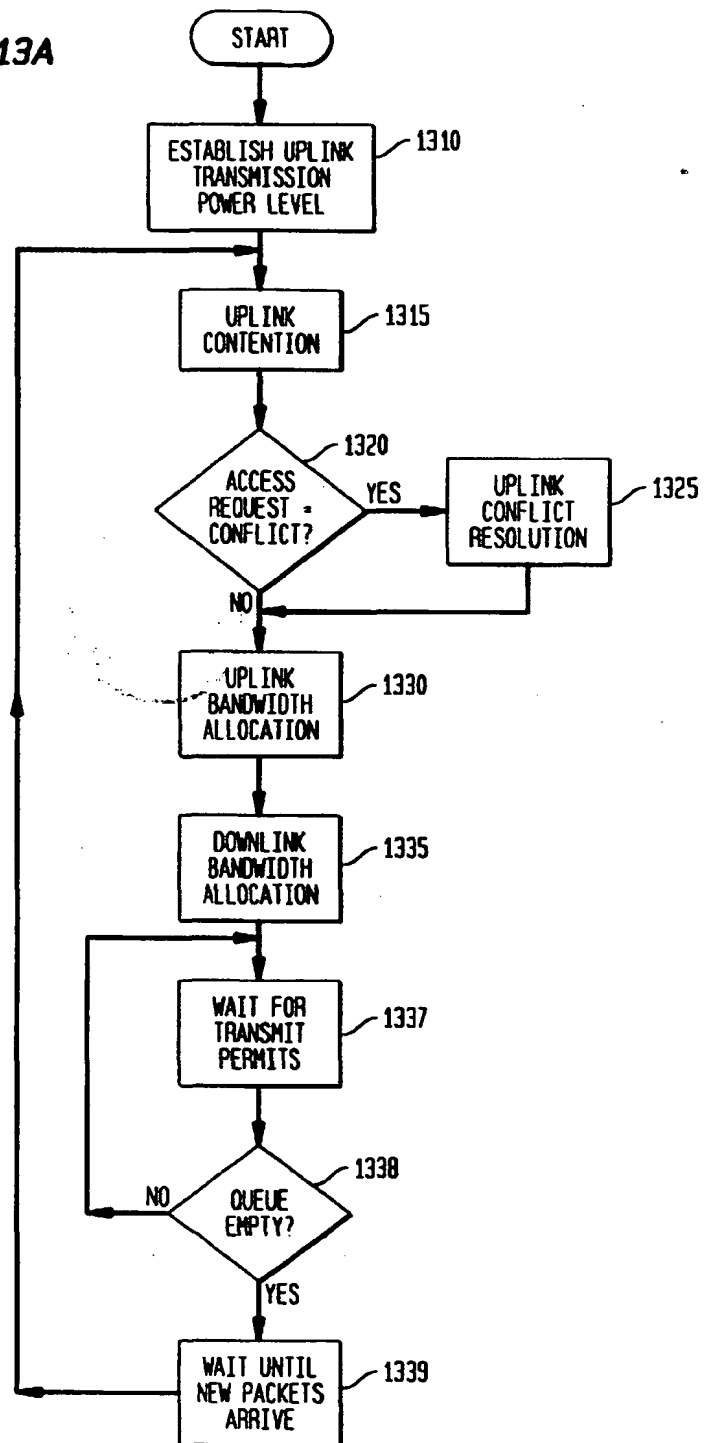 13A
START
ESTABLISH UPLINK
TRANSMISSION
POWER LEVEL
1310
UPLINK
CONTENTION
1315
ACCESS
REQUEST =
CONFLICT?
1320
YES
UPLINK
CONFLICT
RESOLUTION
1325
NO
UPLINK
BANDWIDTH
ALLOCATION
1330
DOWNLINK
BANDWIDTH
ALLOCATION
1335
WAIT FOR
TRANSMIT
PERMITS
1337
QUEUE
EMPTY?
1338
NO
YES
WAIT UNTIL
NEW PACKETS
ARRIVE
1339